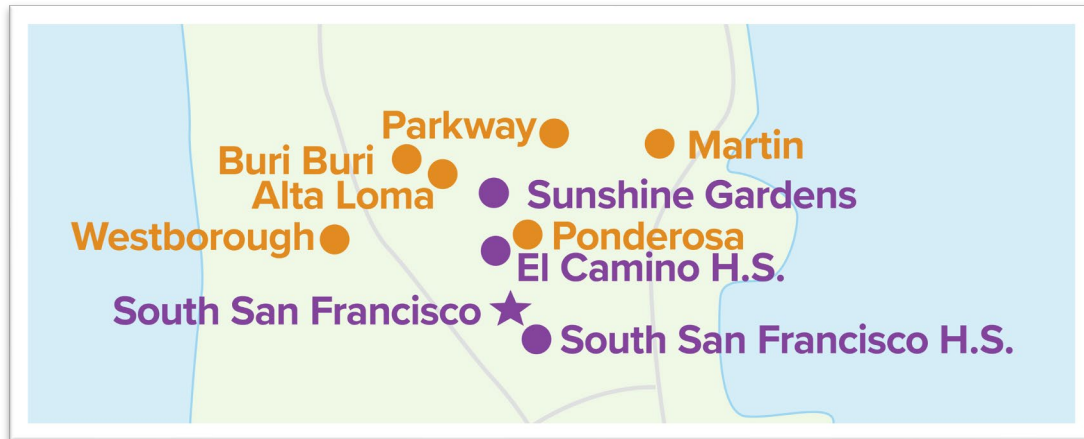 Parkway
Martin
Buri Buri
Alta Loma
Sunshine Gardens
Westborough
Ponderosa
El Camino H.S.
South San Francisco
South San Francisco H.S.